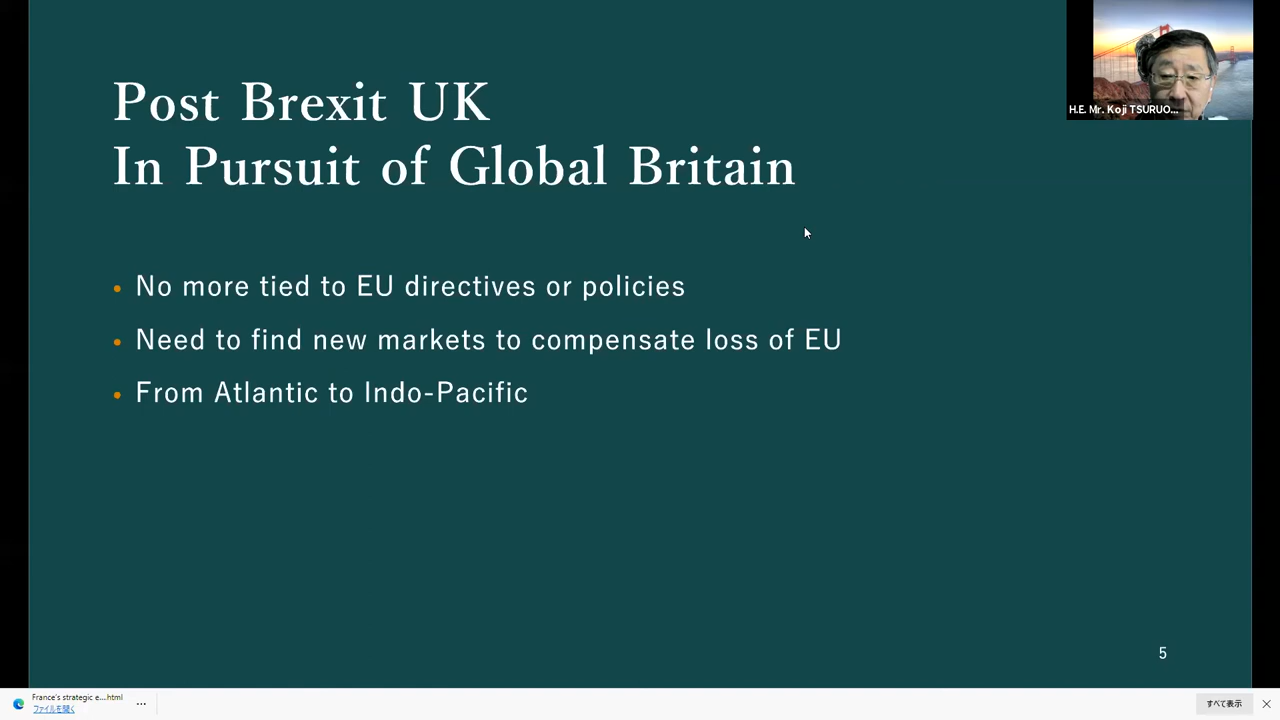 Post Brexit UK
In Pursuit of Global Britain
H.E. Mr. Koji TSURUO...
• No more tied to EU directives or policies
• Need to find new markets to compensate loss of EU
• From Atlantic to Indo-Pacific
5
France's strategic e....html
ファイルを開く
すべて表示